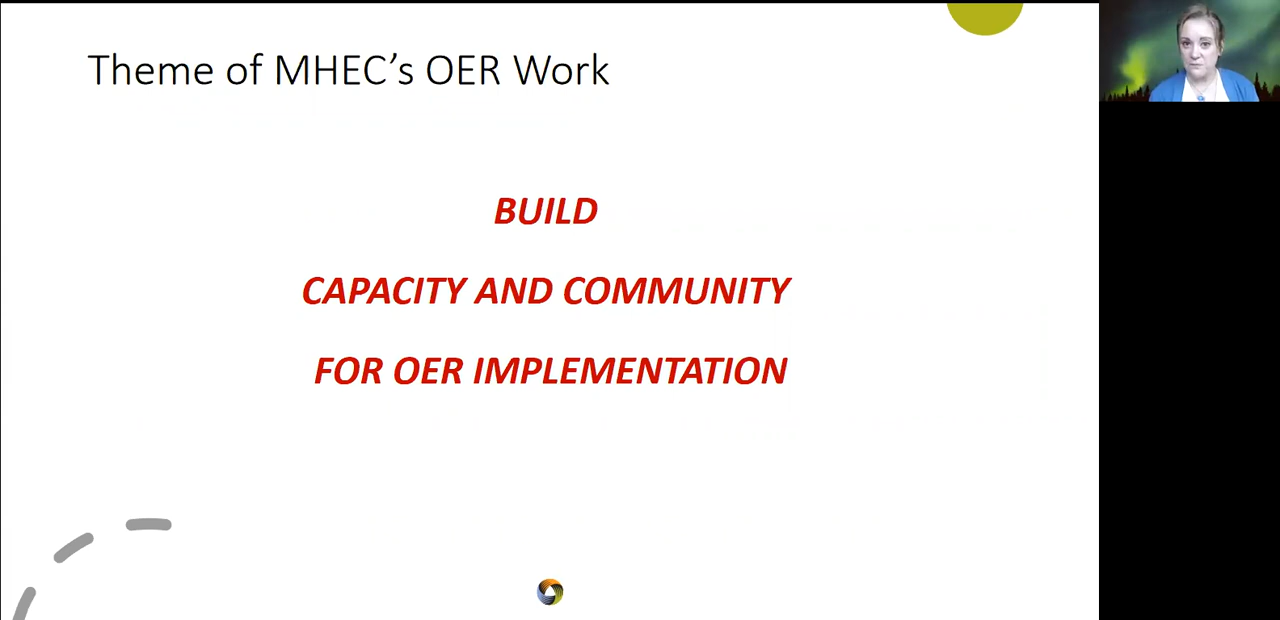 Theme of MHEC’s OER Work
BUILD
CAPACITY AND COMMUNITY
FOR OER IMPLEMENTATION